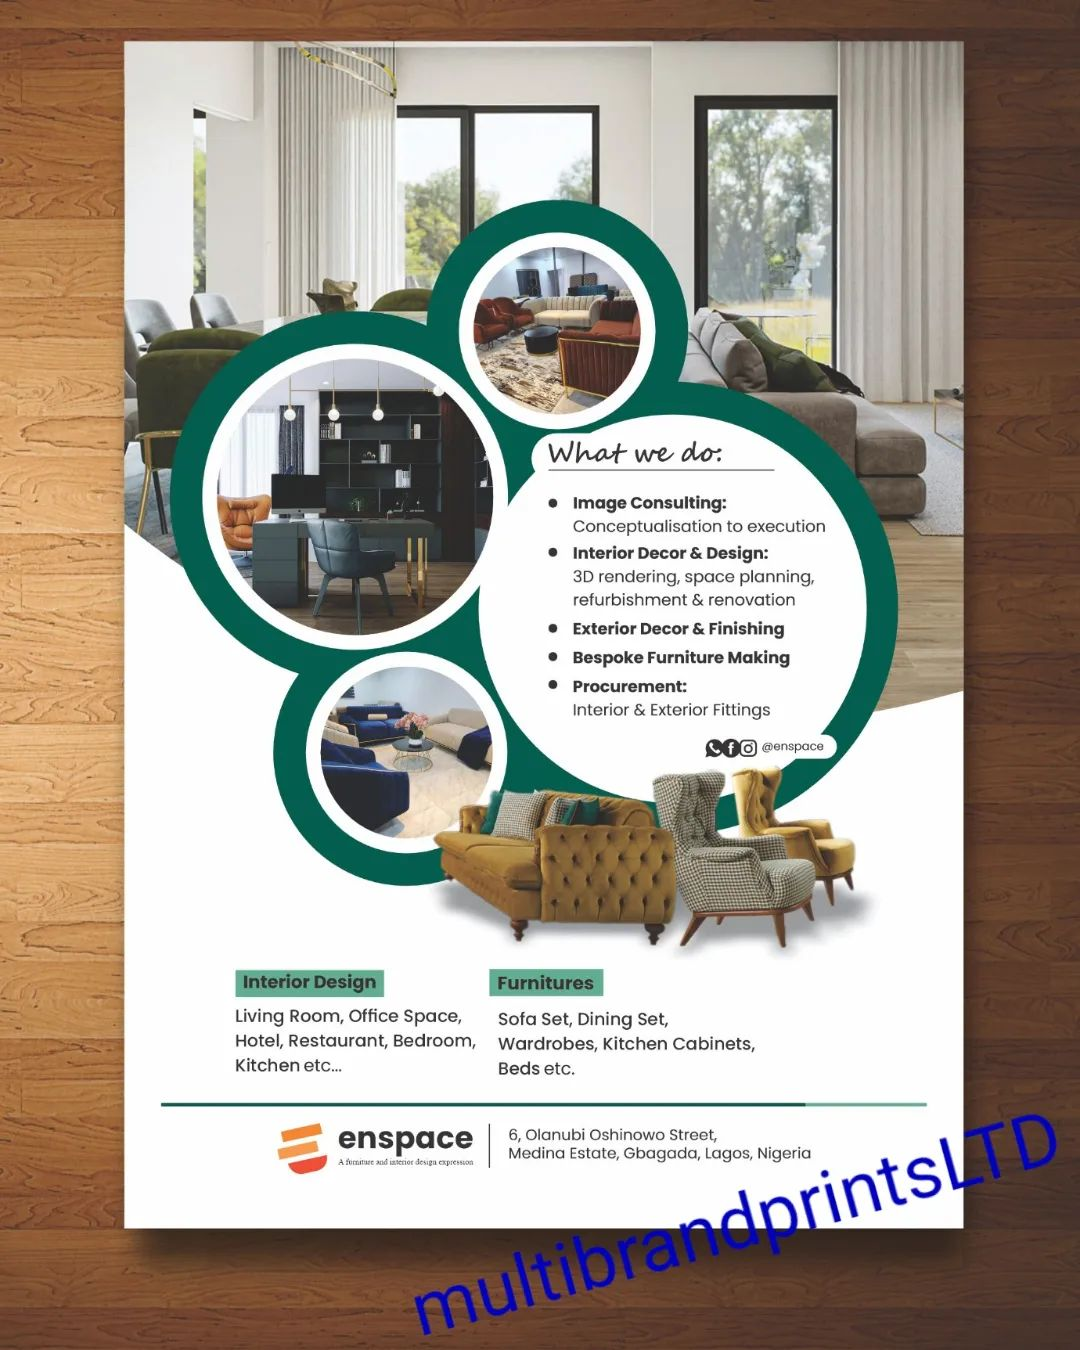 What we do:
Image Consulting:
Conceptualisation to execution
Interior Decor & Design:
3D rendering, space planning,
refurbishment & renovation
Exterior Decor & Finishing
Bespoke Furniture Making
Procurement:
Interior & Exterior Fittings
@enspace
Interior Design
Living Room, Office Space,
Hotel, Restaurant, Bedroom,
Kitchen etc...
Furnitures
Sofa Set, Dining Set,
Wardrobes, Kitchen Cabinets,
Beds etc.
enspace
A furniture and interior design expression
6, Olanubi Oshinowo Street,
Medina Estate, Gbagada, Lagos, Nigeria
multibrandprintsLTD